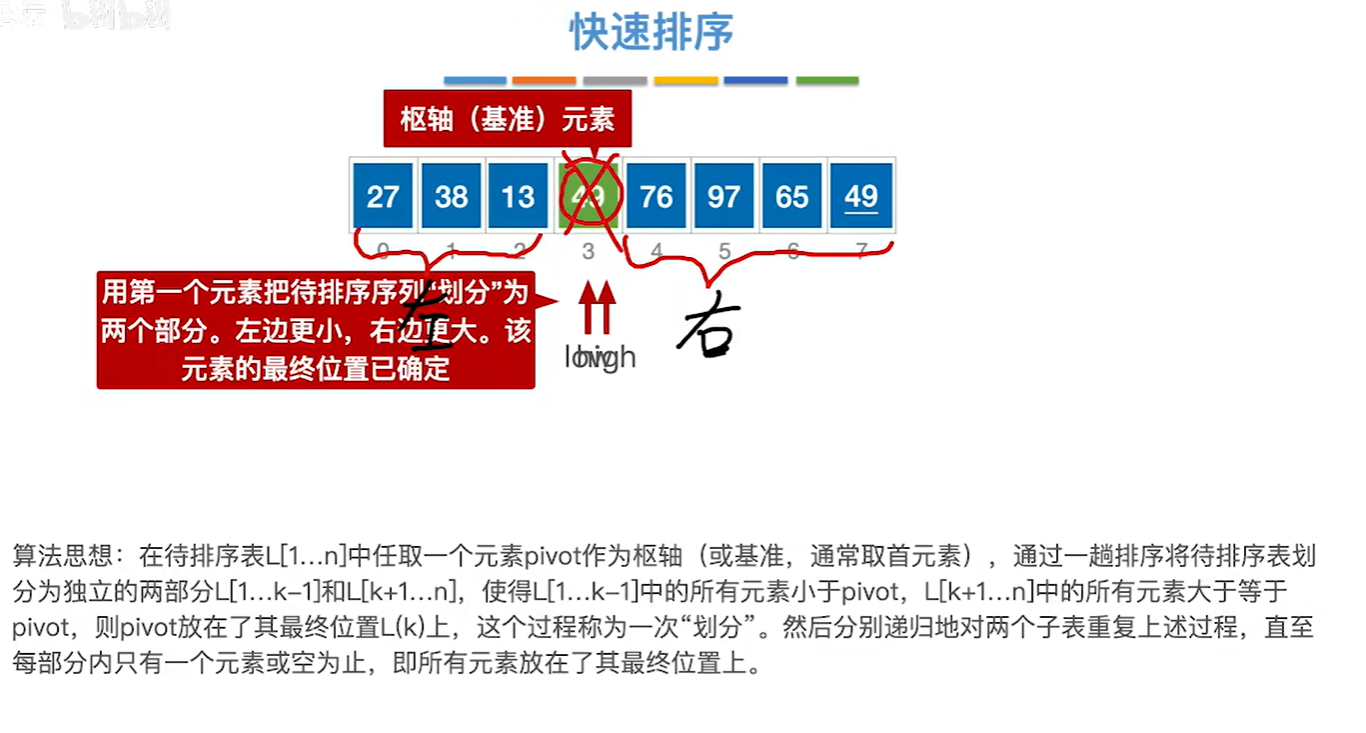 快速排序
枢轴（基准）元素
27 38 13 49 76 97 65 49
0 1 2 3 4 5 6 7
用第一个元素把待排序序列“划分”为
两个部分。左边更小，右边更大。该
元素的最终位置已确定
左
右
low
high
算法思想：在待排序表L[1…n]中任取一个元素pivot作为枢轴（或基准，通常取首元素），通过一趟排序将待排序表划
分为独立的两部分L[1…k-1]和L[k+1…n]，使得L[1…k-1]中的所有元素小于pivot，L[k+1…n]中的所有元素大于等于
pivot，则pivot放在了其最终位置L(k)上，这个过程称为一次“划分”。然后分别递归地对两个子表重复上述过程，直至
每部分内只有一个元素或空为止，即所有元素放在了其最终位置上。